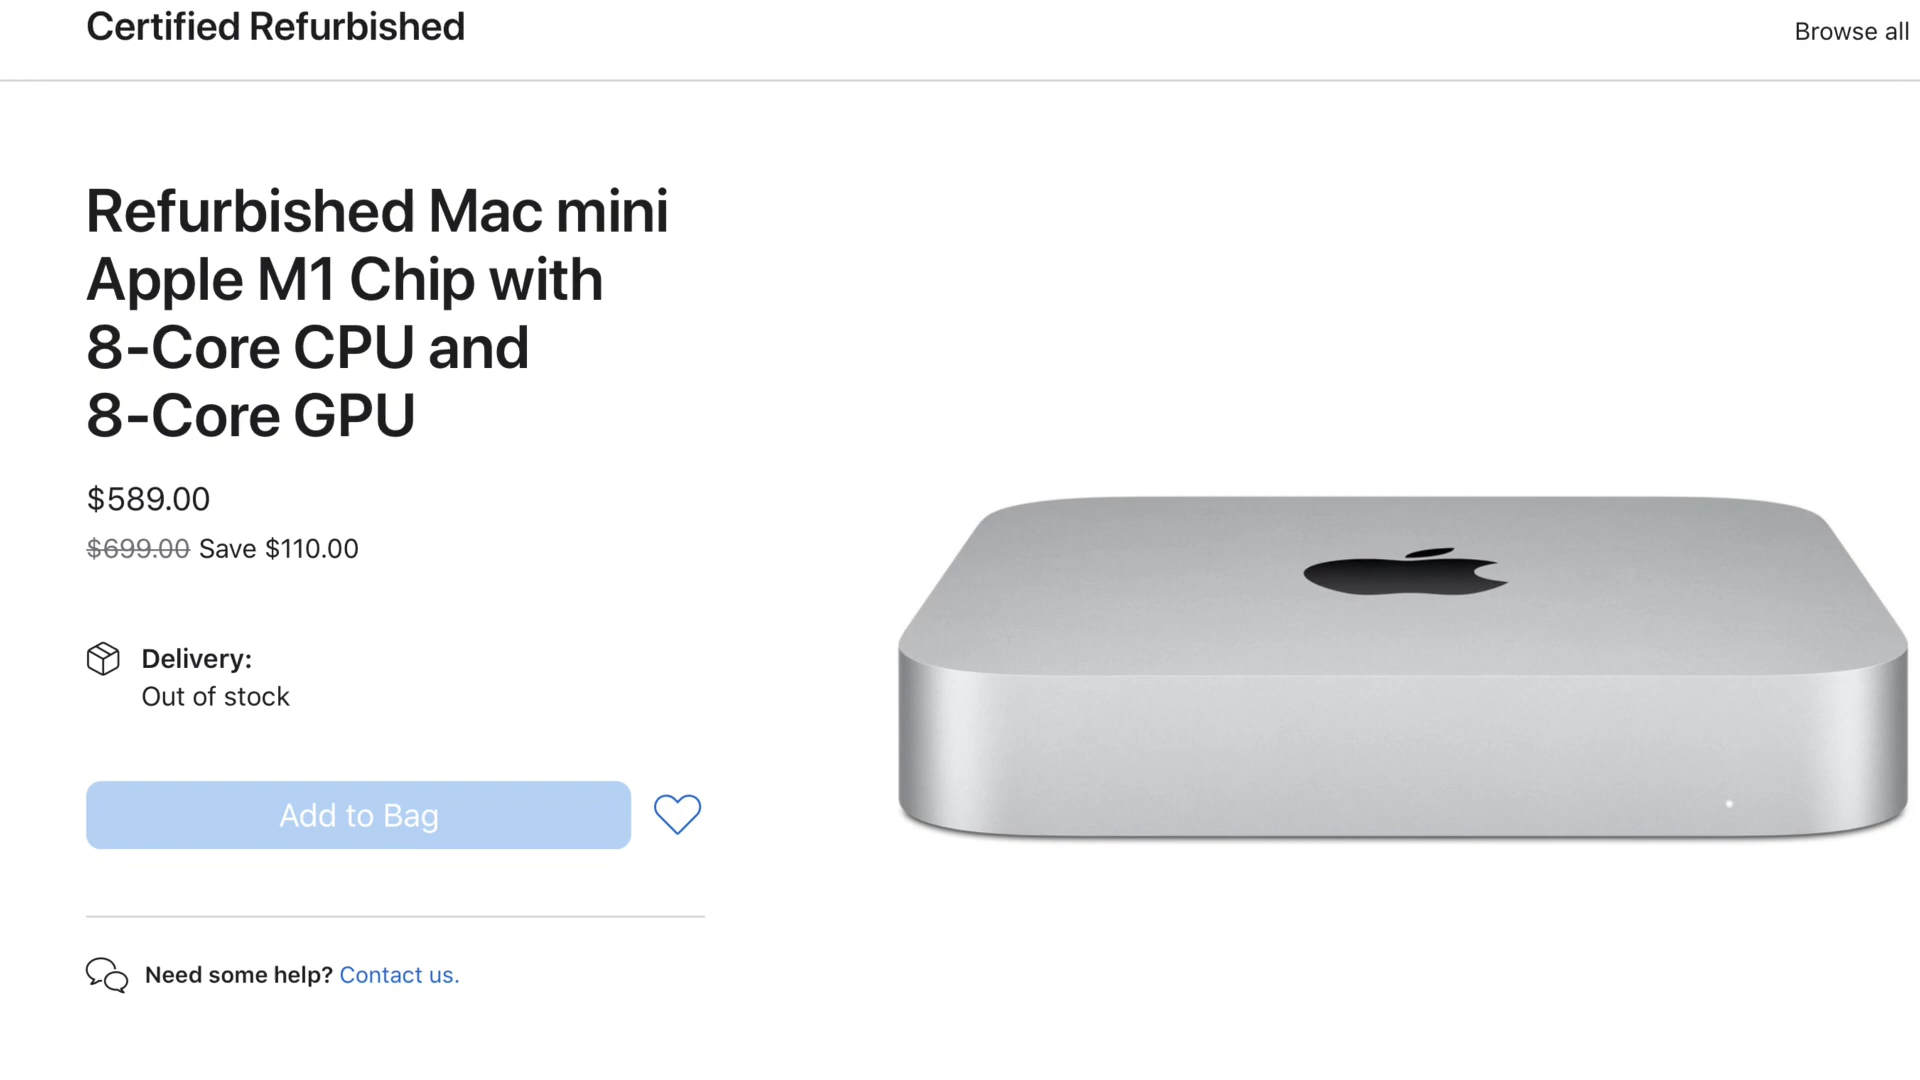 Certified Refurbished
Browse all
Refurbished Mac mini
Apple M1 Chip with
8-Core CPU and
8-Core GPU
$589.00
$699.00 Save $110.00
Delivery:
Out of stock
Add to Bag
Need some help? Contact us.